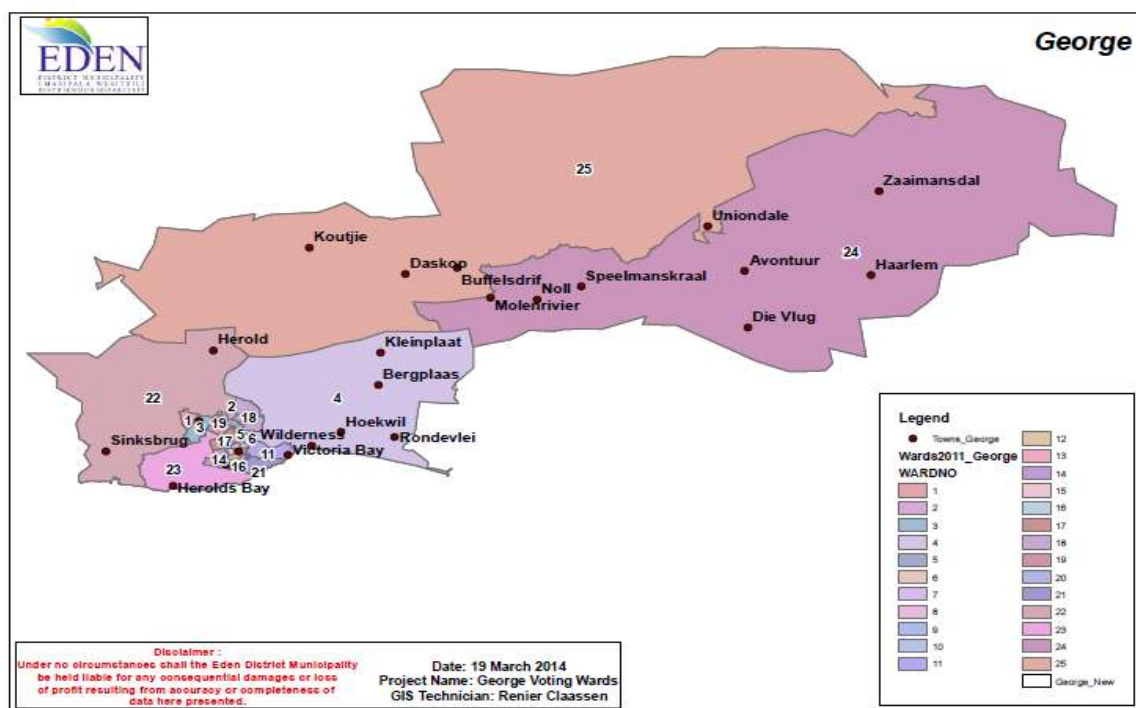 EDEN
DISTRICT MUNICIPALITY
George
25
Zaaimansdal
Uniondale
Koutjie
24
Avontuur
Haarlem
Daskop
Buffelsdrif
Speelmanskraal
Noll
Molenrivier
Die Vlug
Herold
Kleinplaat
Bergplaas
22
4
2
1
3
19
18
Hoekwil
5
6
Wilderness
Rondevlei
17
Sinksbrug
11
Victoria Bay
14
16
21
23
Herolds Bay
Legend
Towns_George
Wards2011_George
WARDNO
1
2
3
4
5
6
7
8
9
10
11
12
13
14
15
16
17
18
19
20
21
22
23
24
25
George_New
Disclaimer :
Under no circumstances shall the Eden District Municipality
be held liable for any consequential damages or loss
of profit resulting from accuracy or completeness of
data here presented.
Date: 19 March 2014
Project Name: George Voting Wards
GIS Technician: Renier Claassen